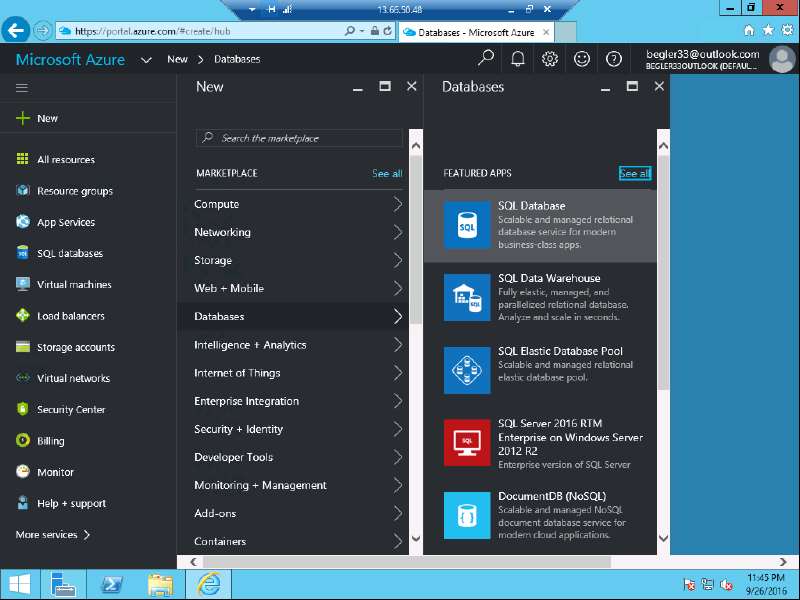 13.66.50.48
https://portal.azure.com/#create/hub
Databases - Microsoft Azure
Microsoft Azure
New > Databases
begler33@outlook.com
BEGLER33OUTLOOK (DEFAUL...
New
All resources
Resource groups
App Services
SQL databases
Virtual machines
Load balancers
Storage accounts
Virtual networks
Security Center
Billing
Monitor
Help + support
More services >
New
Search the marketplace
MARKETPLACE
See all
Compute
Networking
Storage
Web + Mobile
Databases
Intelligence + Analytics
Internet of Things
Enterprise Integration
Security + Identity
Developer Tools
Monitoring + Management
Add-ons
Containers
Databases
FEATURED APPS
See all
SQL
SQL Database
Scalable and managed relational
database service for modern
business-class apps.
SQL
SQL Data Warehouse
Fully elastic, managed, and
parallelized relational database.
Analyze and scale in seconds.
SQL Elastic Database Pool
Scalable and managed relational
elastic database pool.
SQL
SQL Server 2016 RTM
Enterprise on Windows Server
2012 R2
Enterprise version of SQL Server
DocumentDB (NoSQL)
Scalable and managed NoSQL
document database service for
modern cloud applications.
11:45 PM
9/26/2016